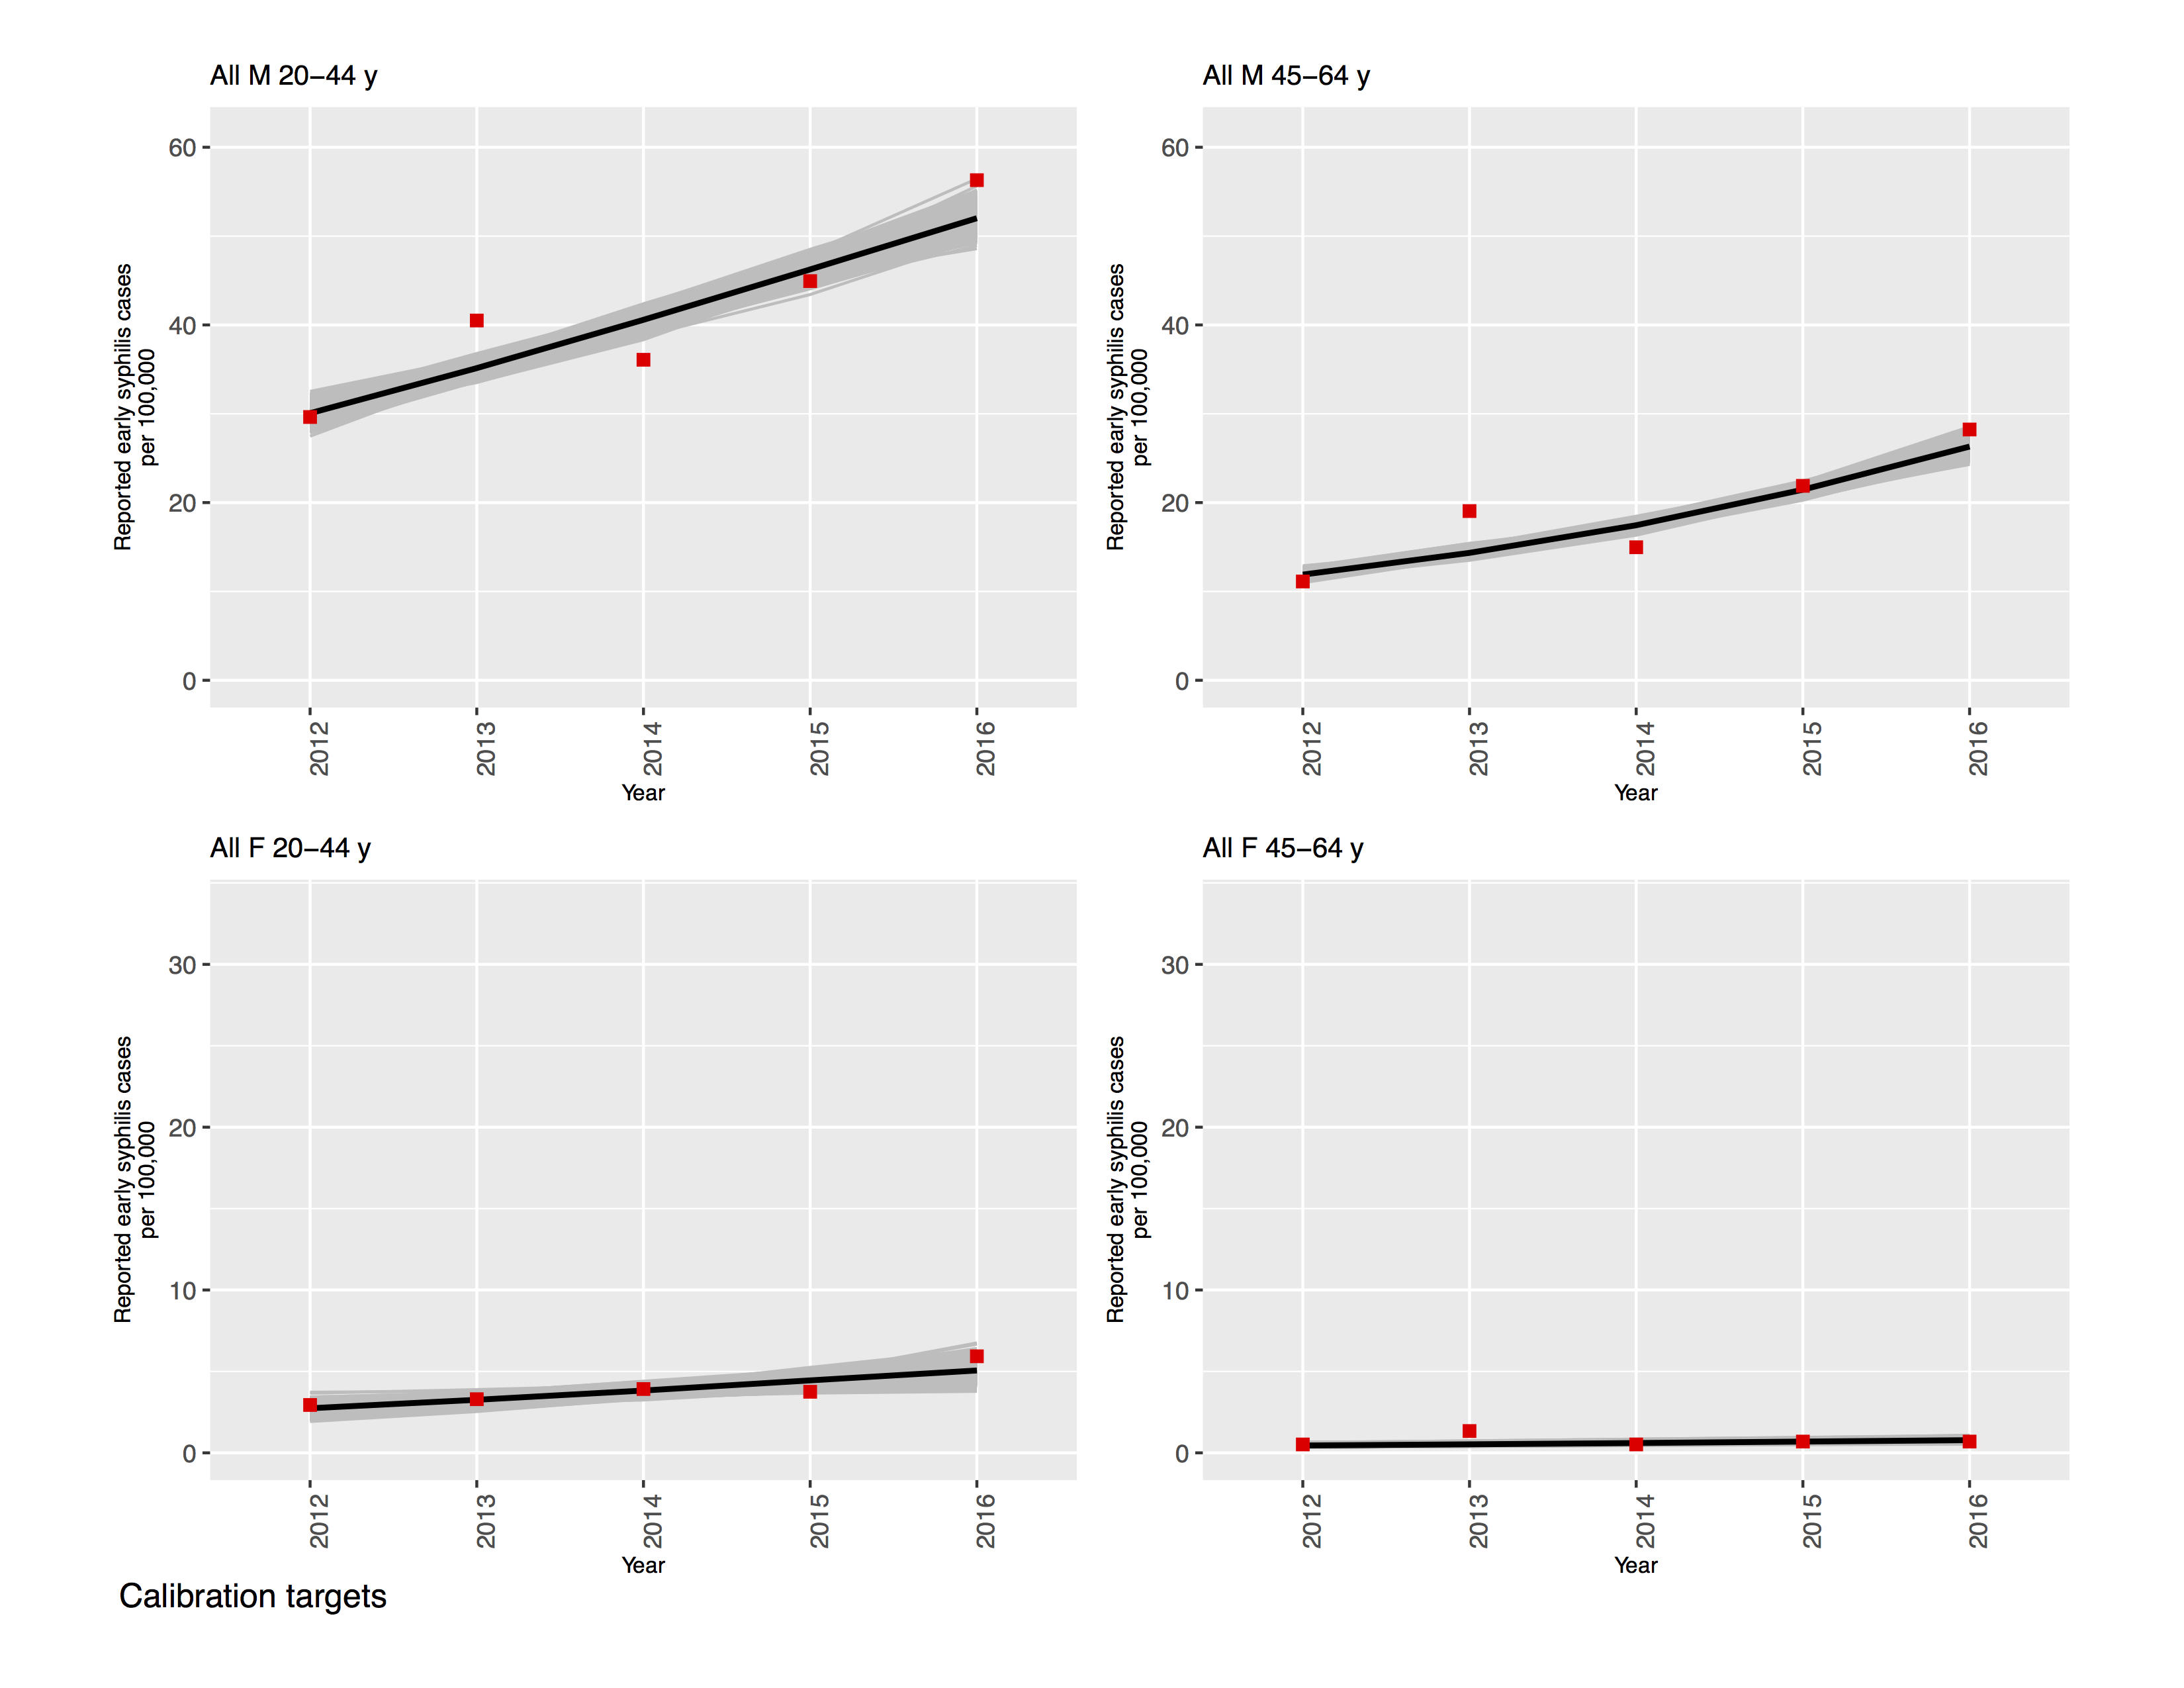 All M 20–44 y
Reported early syphilis cases
per 100,000
60
40
20
0
2012
2013
2014
2015
2016
Year
All M 45–64 y
Reported early syphilis cases
per 100,000
60
40
20
0
2012
2013
2014
2015
2016
Year
All F 20–44 y
Reported early syphilis cases
per 100,000
30
20
10
0
2012
2013
2014
2015
2016
Year
All F 45–64 y
Reported early syphilis cases
per 100,000
30
20
10
0
2012
2013
2014
2015
2016
Year
Calibration targets